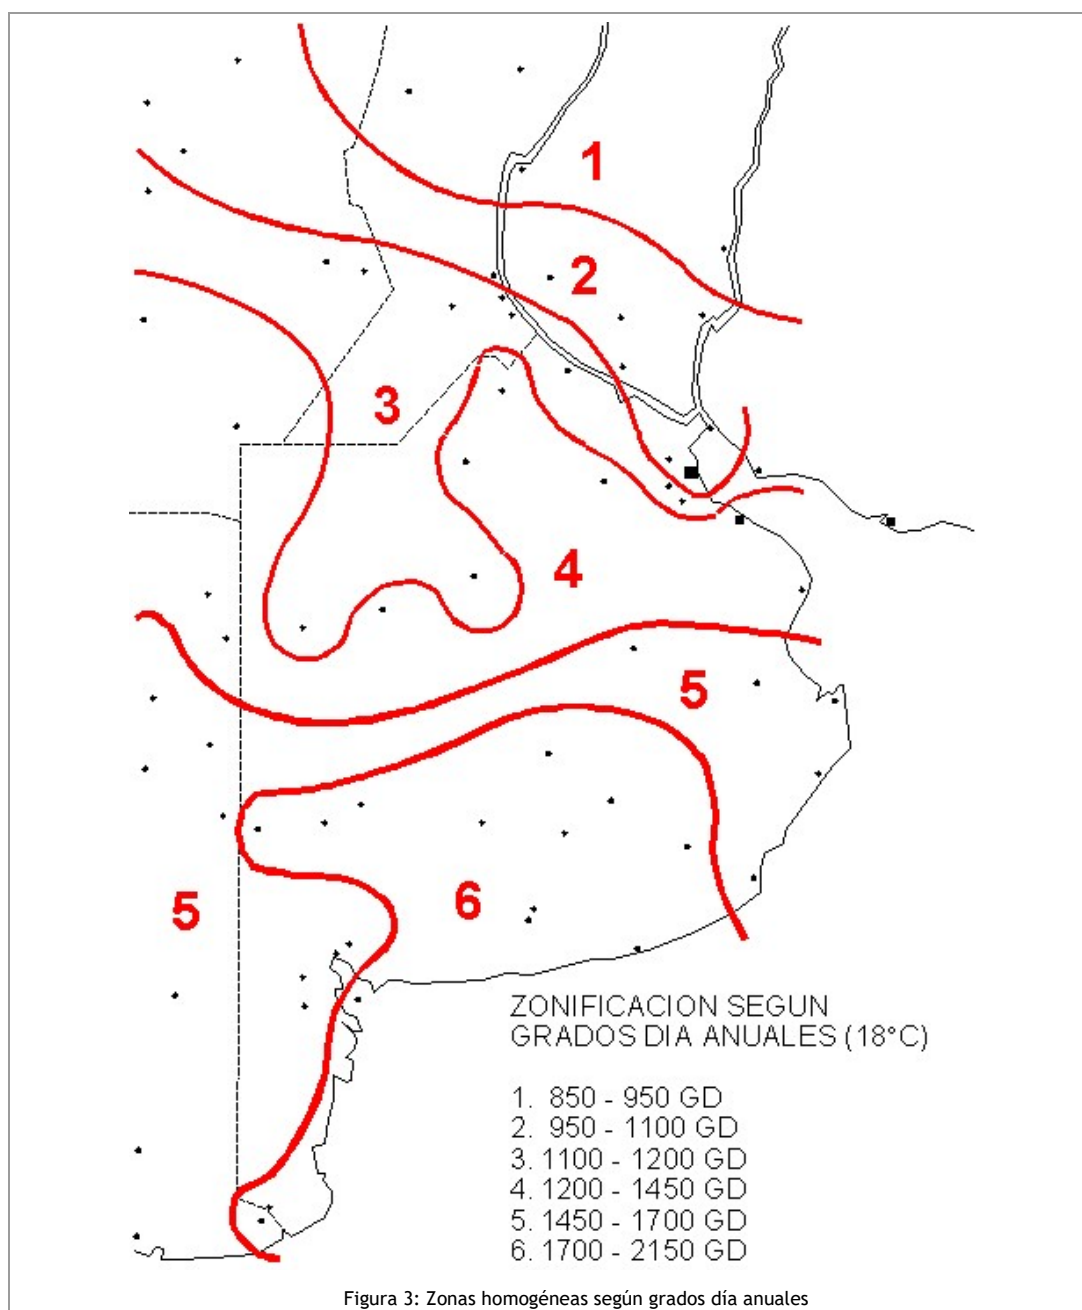 1
2
3
4
5
5
6
ZONIFICACION SEGUN
GRADOS DIA ANUALES (18°C)
1. 850 - 950 GD
2. 950 - 1100 GD
3. 1100 - 1200 GD
4. 1200 - 1450 GD
5. 1450 - 1700 GD
6. 1700 - 2150 GD
Figura 3: Zonas homogéneas según grados día anuales